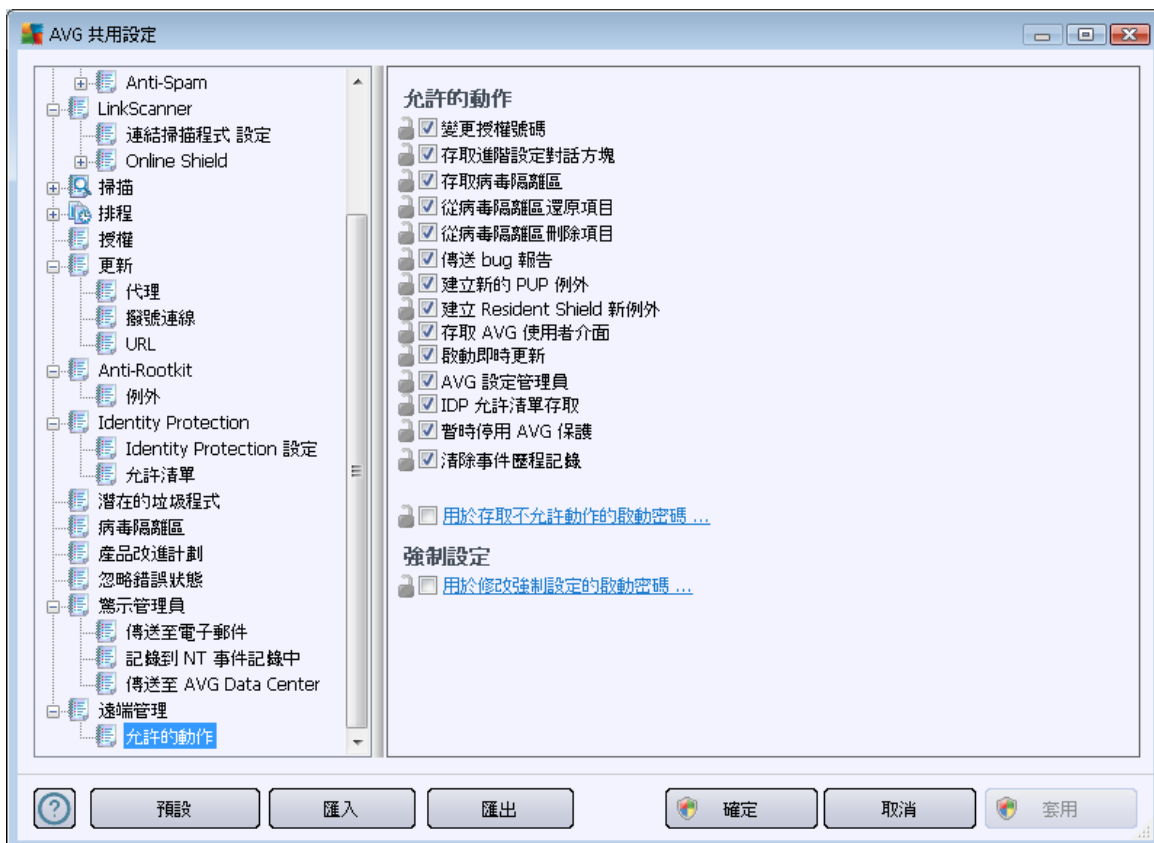 AVG 共用設定
Anti-Spam
LinkScanner
連結掃描程式 設定
Online Shield
掃描
排程
授權
更新
代理
撥號連線
URL
Anti-Rootkit
例外
Identity Protection
Identity Protection 設定
允許清單
潛在的垃圾程式
病毒隔離區
產品改進計劃
忽略錯誤狀態
警示管理員
傳送至電子郵件
記錄到 NT 事件記錄中
傳送至 AVG Data Center
遠端管理
允許的動作
允許的動作
變更授權號碼
存取進階設定對話方塊
存取病毒隔離區
從病毒隔離區還原項目
從病毒隔離區刪除項目
傳送 bug 報告
建立新的 PUP 例外
建立 Resident Shield 新例外
存取 AVG 使用者介面
啟動即時更新
AVG 設定管理員
IDP 允許清單存取
暫時停用 AVG 保護
清除事件歷程記錄
用於存取不允許動作的啟動密碼 ...
強制設定
用於修改強制設定的啟動密碼 ...
預設
匯入
匯出
確定
取消
套用